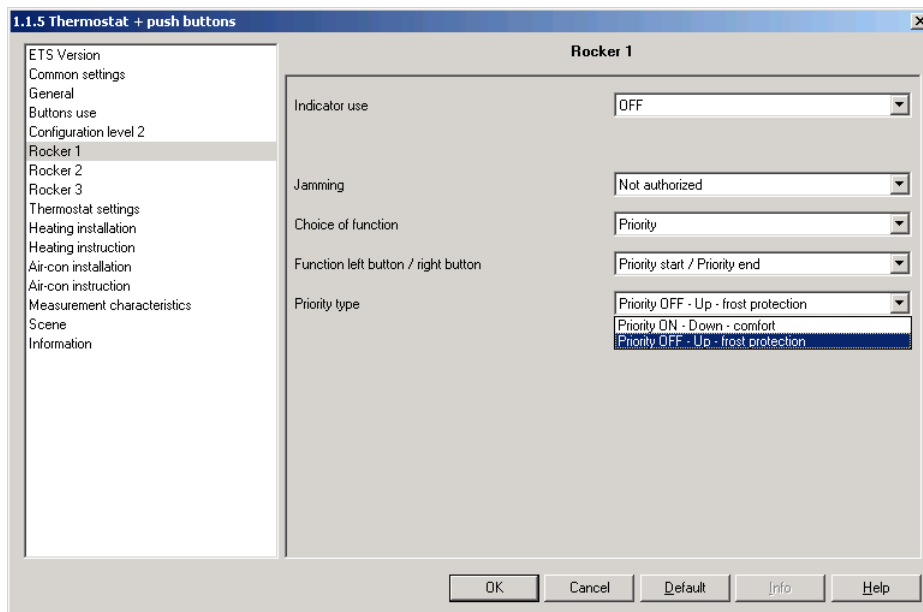 1.1.5 Thermostat + push buttons
ETS Version
Common settings
General
Buttons use
Configuration level 2
Rocker 1
Rocker 2
Rocker 3
Thermostat settings
Heating installation
Heating instruction
Air-con installation
Air-con instruction
Measurement characteristics
Scene
Information
Rocker 1
Indicator use OFF
Jamming Not authorized
Choice of function Priority
Function left button / right button Priority start / Priority end
Priority type Priority OFF - Up - frost protection
Priority ON - Down - comfort
Priority OFF - Up - frost protection
OK Cancel Default Info Help